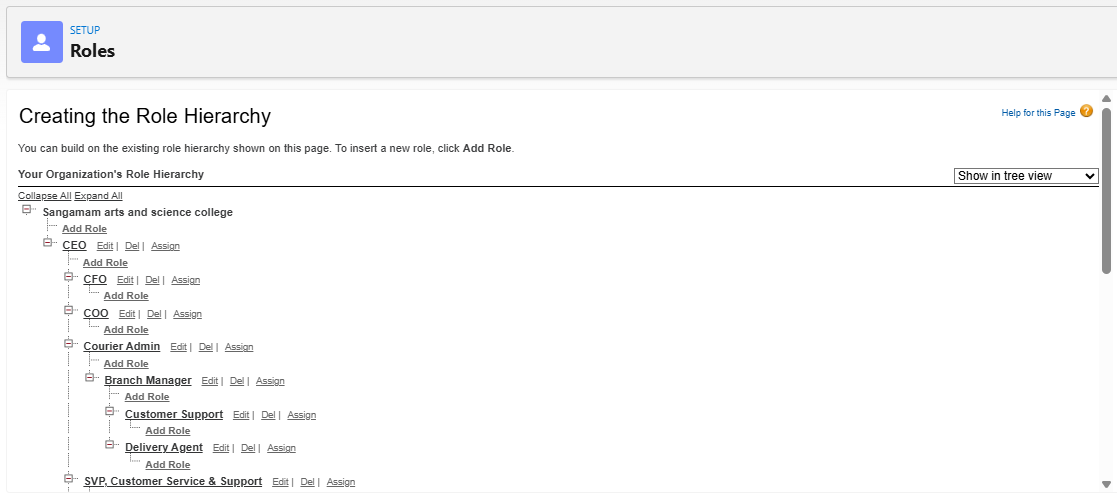 SETUP
Roles
Creating the Role Hierarchy
Help for this Page ?
You can build on the existing role hierarchy shown on this page. To insert a new role, click Add Role.
Your Organization's Role Hierarchy
Show in tree view
Collapse All Expand All
Sangamam arts and science college
Add Role
CEO Edit | Del | Assign
Add Role
CFO Edit | Del | Assign
Add Role
COO Edit | Del | Assign
Add Role
Courier Admin Edit | Del | Assign
Add Role
Branch Manager Edit | Del | Assign
Add Role
Customer Support Edit | Del | Assign
Add Role
Delivery Agent Edit | Del | Assign
Add Role
SVP, Customer Service & Support Edit | Del | Assign